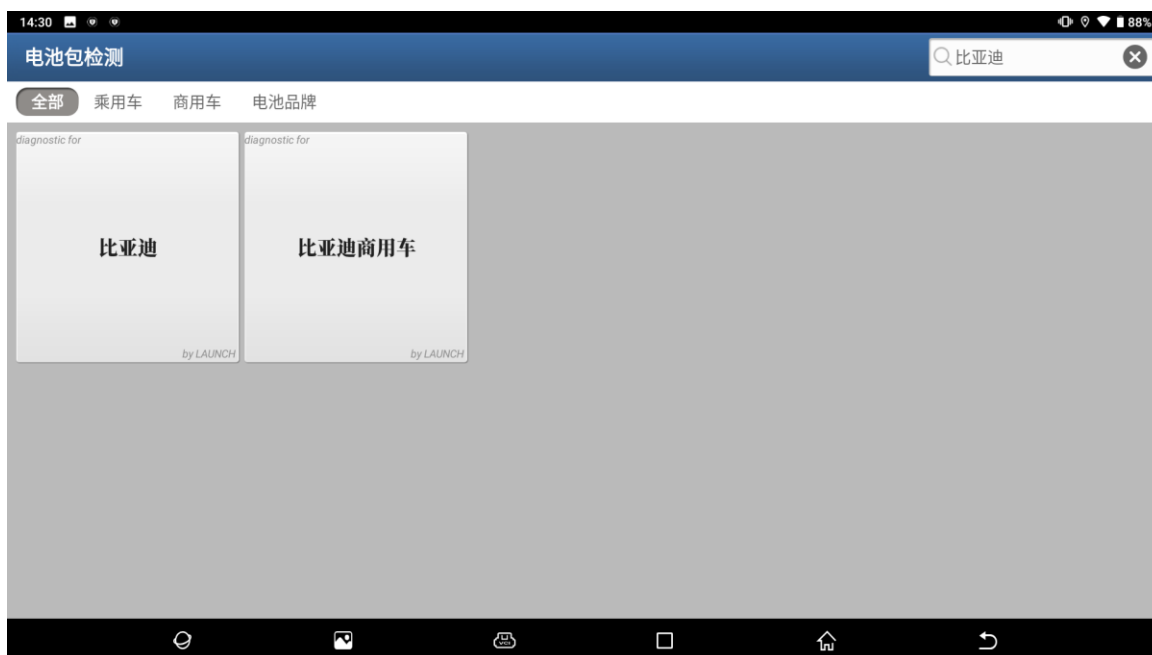 14:30 88%
电池包检测 比亚迪
全部 乘用车 商用车 电池品牌
diagnostic for diagnostic for
比亚迪 比亚迪商用车
by LAUNCH by LAUNCH
VCI